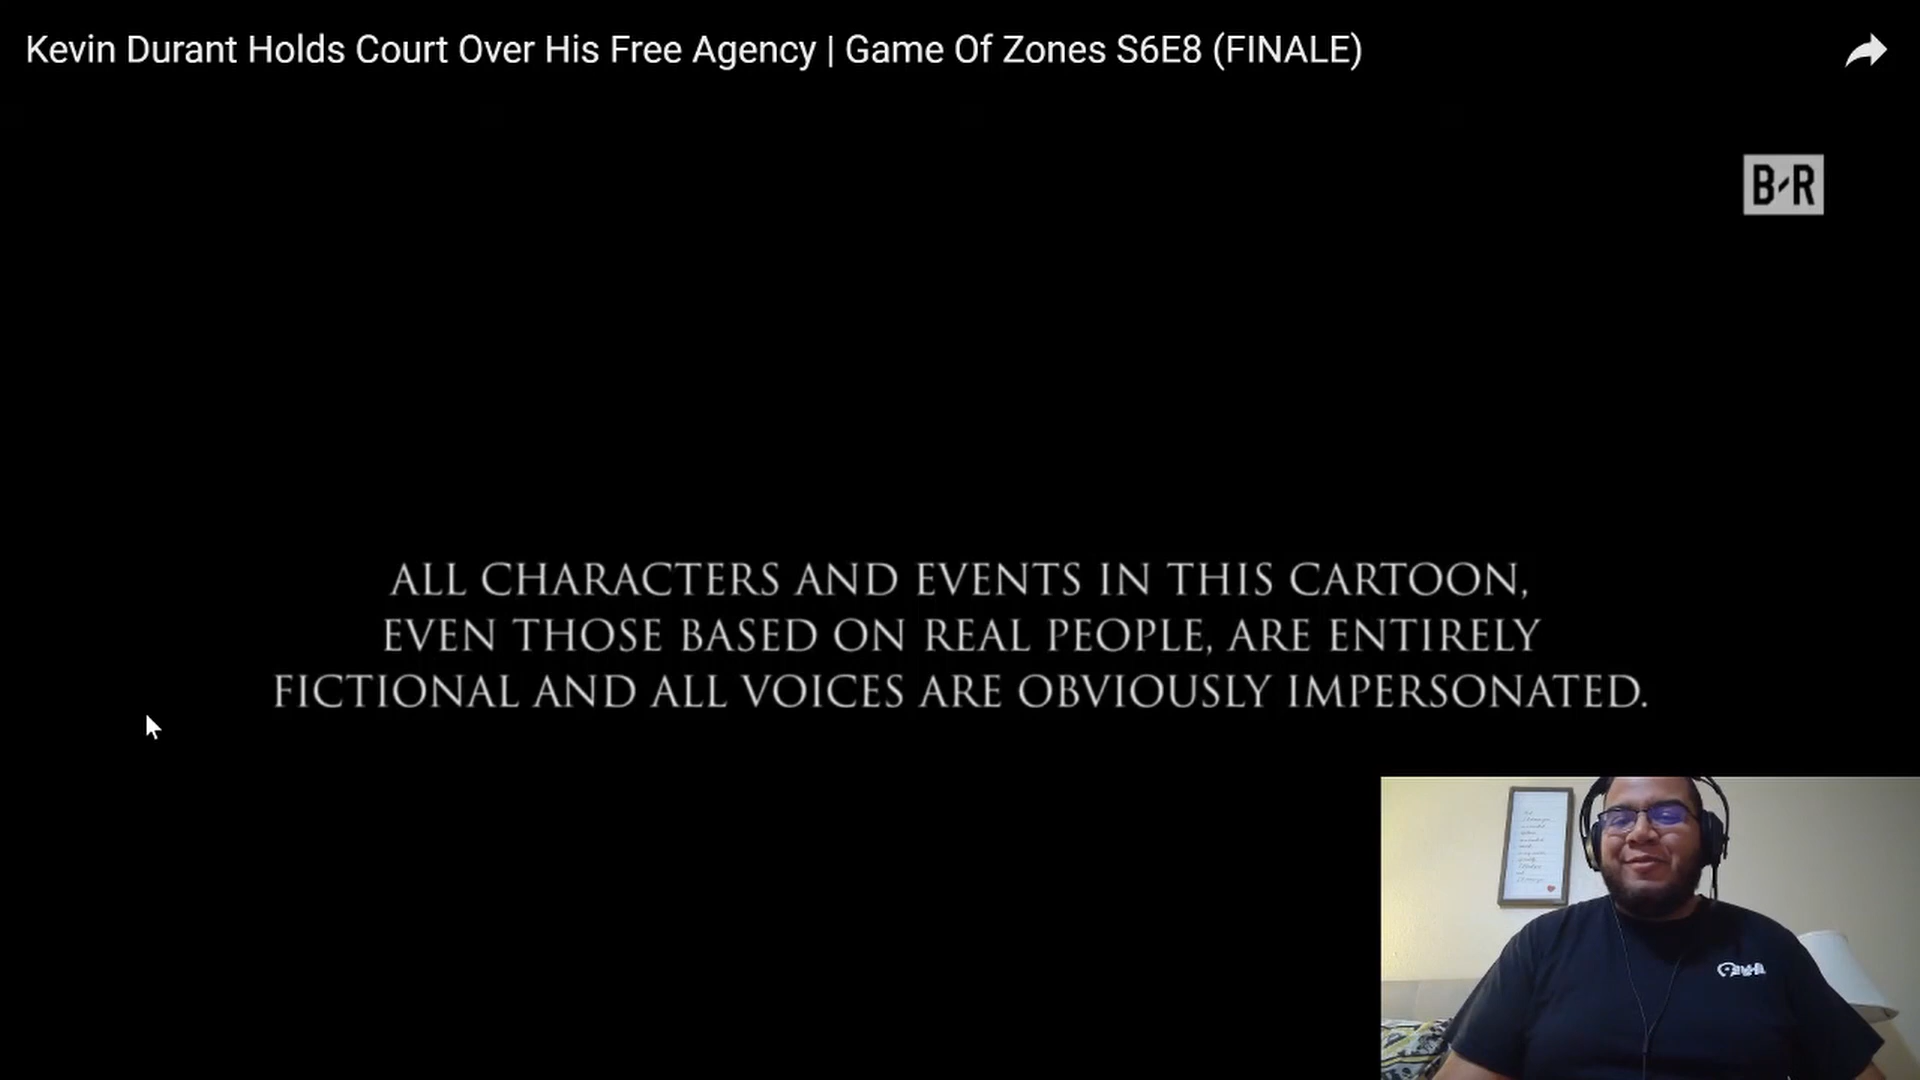 Kevin Durant Holds Court Over His Free Agency | Game Of Zones S6E8 (FINALE)
B/R
ALL CHARACTERS AND EVENTS IN THIS CARTOON,
EVEN THOSE BASED ON REAL PEOPLE, ARE ENTIRELY
FICTIONAL AND ALL VOICES ARE OBVIOUSLY IMPERSONATED.